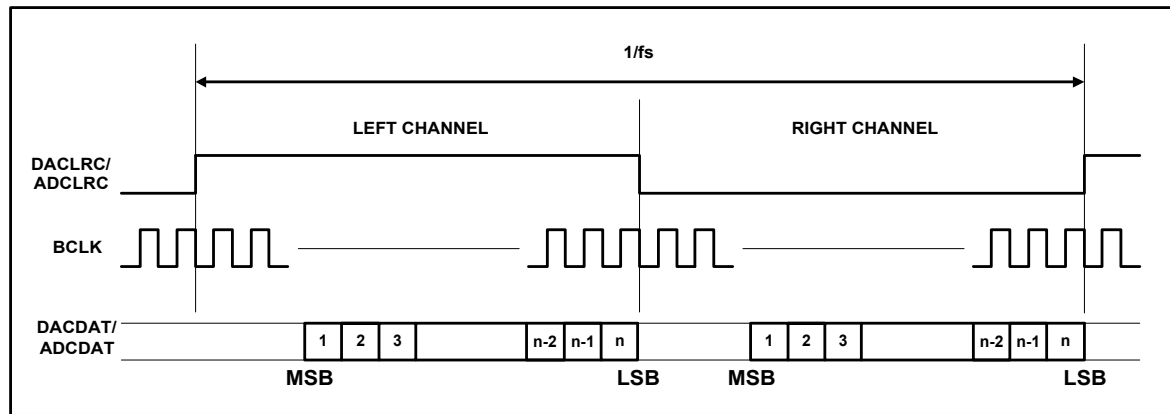 1/fs
LEFT CHANNEL
RIGHT CHANNEL
DACLRC/
ADCLRC
BCLK
DACDAT/
ADCDAT
1 2 3 n-2 n-1 n 1 2 3 n-2 n-1 n
MSB LSB MSB LSB